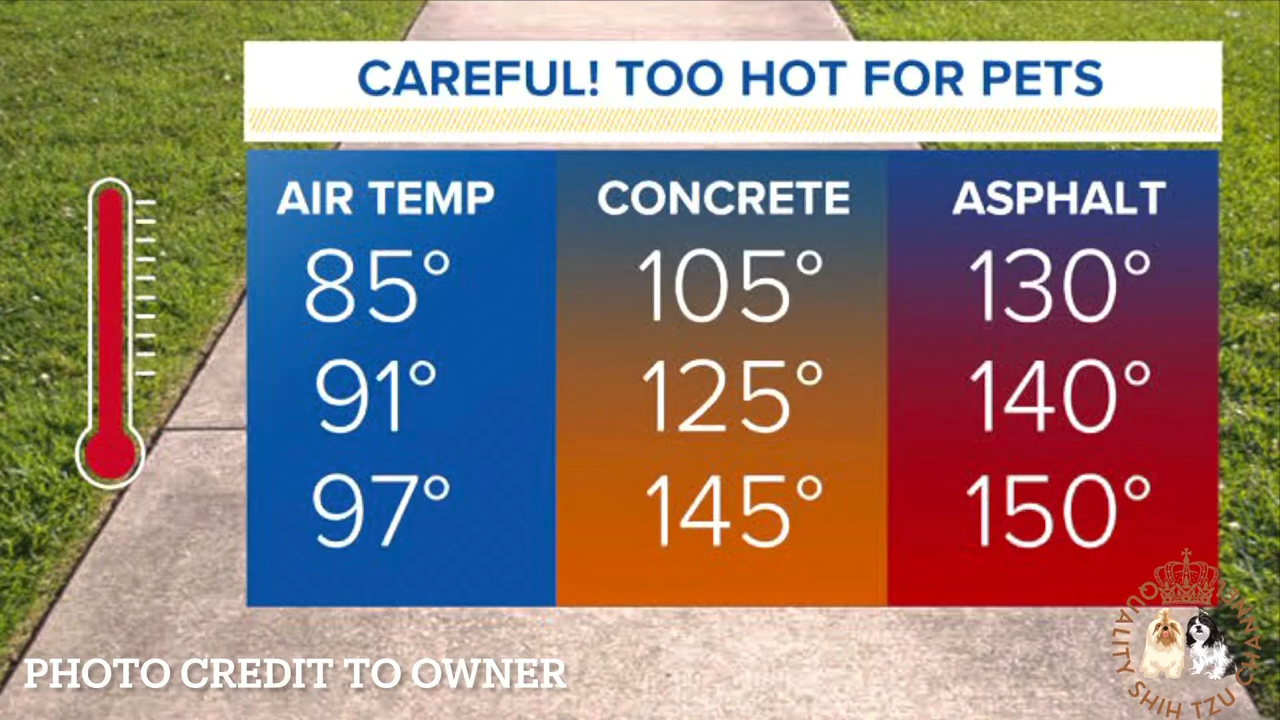 CAREFUL! TOO HOT FOR PETS
AIR TEMP CONCRETE ASPHALT
85° 105° 130°
91° 125° 140°
97° 145° 150°
PHOTO CREDIT TO OWNER
QUALITY SHIH TZU CHANNEL